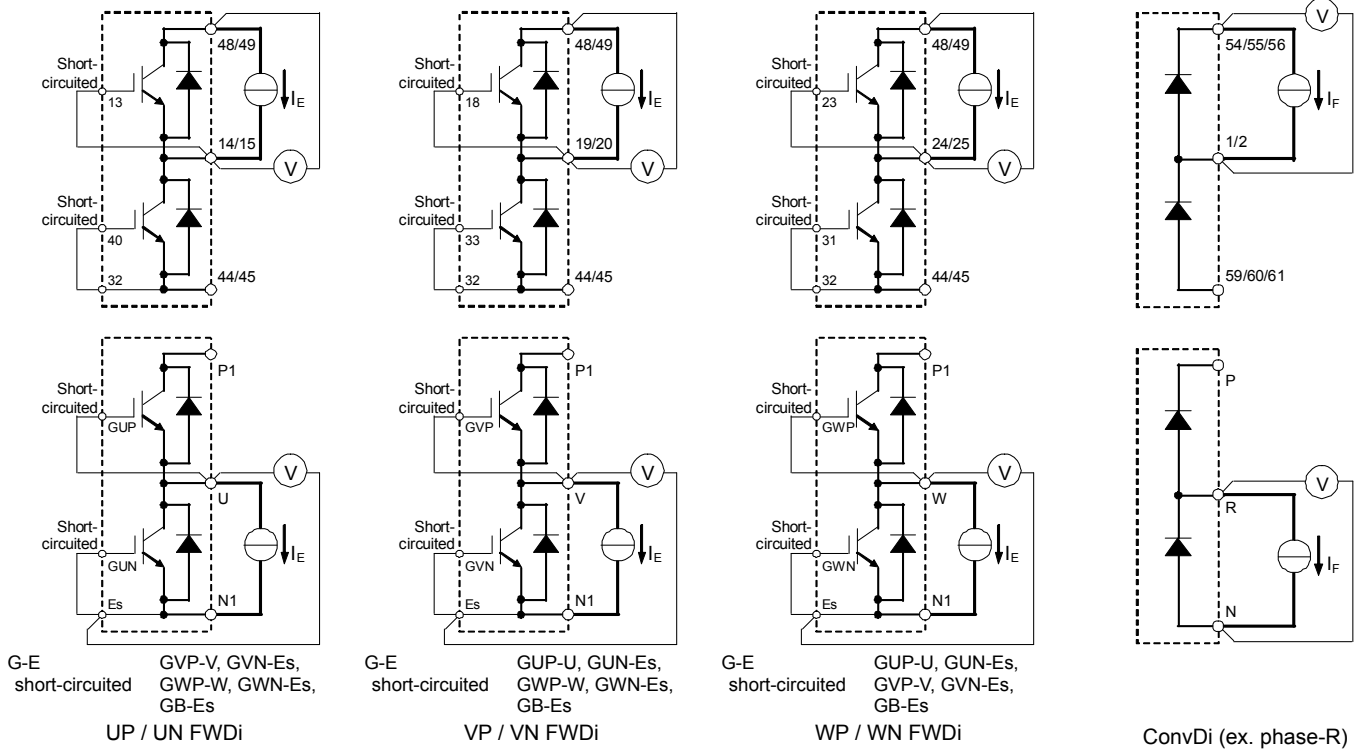 48/49
Short-
circuited
13
I_E
14/15
V
Short-
circuited
40
32
44/45
48/49
Short-
circuited
18
I_E
19/20
V
Short-
circuited
33
32
44/45
48/49
Short-
circuited
23
I_E
24/25
V
Short-
circuited
31
32
44/45
V
54/55/56
I_F
1/2
59/60/61
P1
Short-
circuited
GUP
V
U
Short-
circuited
GUN
I_E
Es
N1
G-E
short-circuited
GVP-V, GVN-Es,
GWP-W, GWN-Es,
GB-Es
UP / UN FWDi
P1
Short-
circuited
GVP
V
V
Short-
circuited
GVN
I_E
Es
N1
G-E
short-circuited
GUP-U, GUN-Es,
GWP-W, GWN-Es,
GB-Es
VP / VN FWDi
P1
Short-
circuited
GWP
V
W
Short-
circuited
GWN
I_E
Es
N1
G-E
short-circuited
GUP-U, GUN-Es,
GVP-V, GVN-Es,
GB-Es
WP / WN FWDi
P
V
R
I_F
N
ConvDi (ex. phase-R)